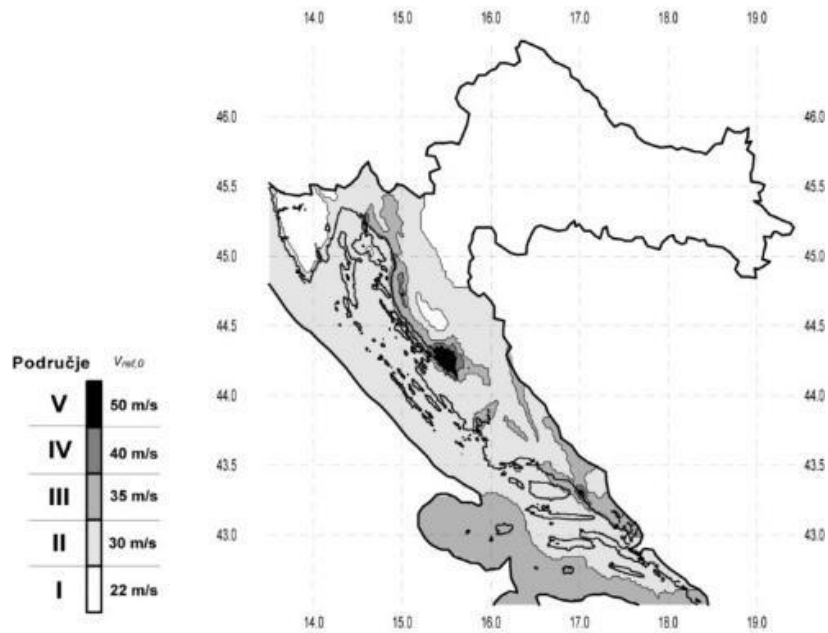 14.0 15.0 16.0 17.0 18.0 19.0
46.0 46.0
45.5 45.5
45.0 45.0
44.5 44.5
44.0 44.0
43.5 43.5
43.0 43.0
14.0 15.0 16.0 17.0 18.0 19.0
Područje Vref,0
V 50 m/s
IV 40 m/s
III 35 m/s
II 30 m/s
I 22 m/s